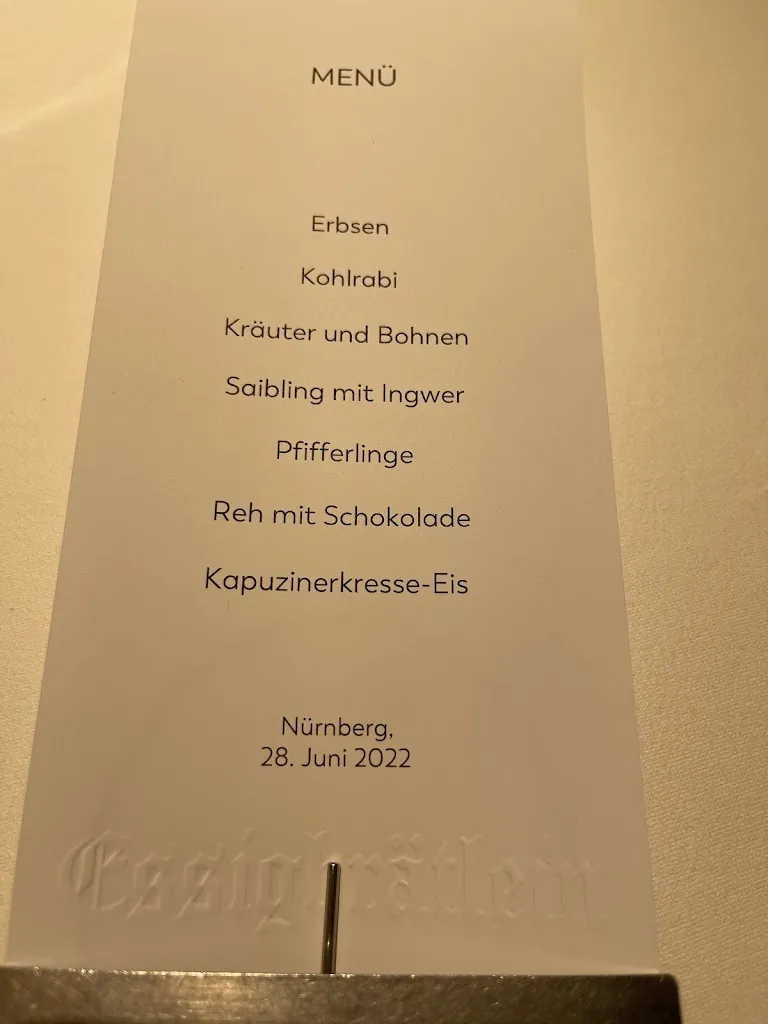 MENÜ
Erbsen
Kohlrabi
Kräuter und Bohnen
Saibling mit Ingwer
Pfifferlinge
Reh mit Schokolade
Kapuzinerkresse-Eis
Nürnberg,
28. Juni 2022
Essigbrätlein